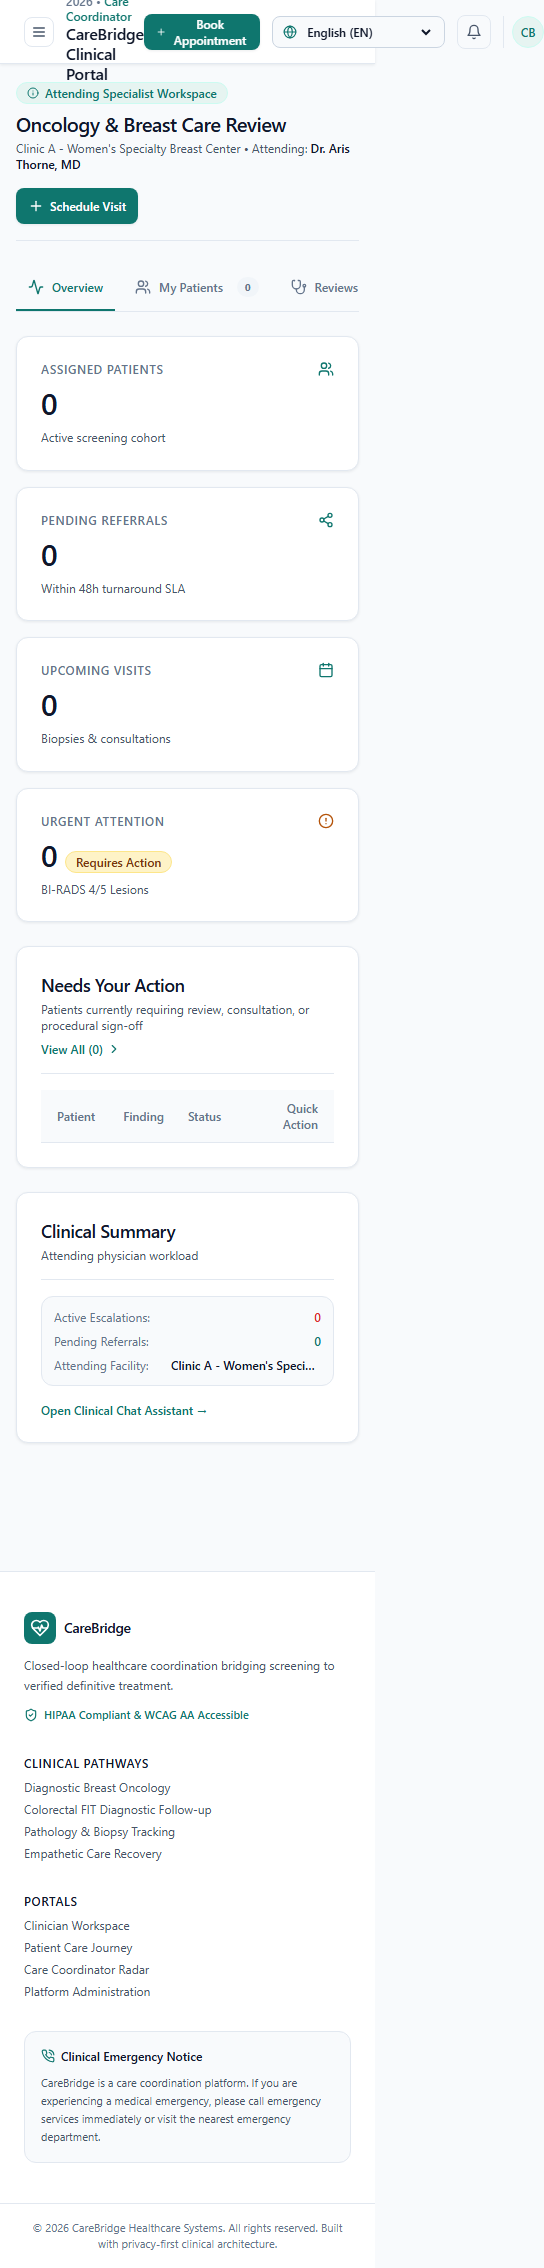 2026 • Care
Coordinator
CareBridge
Clinical
Portal
Book
Appointment
English (EN)
CB
Attending Specialist Workspace
Oncology & Breast Care Review
Clinic A - Women's Specialty Breast Center • Attending: Dr. Aris
Thorne, MD
Schedule Visit
Overview
My Patients 0
Reviews
ASSIGNED PATIENTS
0
Active screening cohort
PENDING REFERRALS
0
Within 48h turnaround SLA
UPCOMING VISITS
0
Biopsies & consultations
URGENT ATTENTION
0 Requires Action
BI-RADS 4/5 Lesions
Needs Your Action
Patients currently requiring review, consultation, or
procedural sign-off
View All (0)
Patient Finding Status Quick
Action
Clinical Summary
Attending physician workload
Active Escalations: 0
Pending Referrals: 0
Attending Facility: Clinic A - Women's Speci...
Open Clinical Chat Assistant →
CareBridge
Closed-loop healthcare coordination bridging screening to
verified definitive treatment.
HIPAA Compliant & WCAG AA Accessible
CLINICAL PATHWAYS
Diagnostic Breast Oncology
Colorectal FIT Diagnostic Follow-up
Pathology & Biopsy Tracking
Empathetic Care Recovery
PORTALS
Clinician Workspace
Patient Care Journey
Care Coordinator Radar
Platform Administration
Clinical Emergency Notice
CareBridge is a care coordination platform. If you are
experiencing a medical emergency, please call emergency
services immediately or visit the nearest emergency
department.
© 2026 CareBridge Healthcare Systems. All rights reserved. Built
with privacy-first clinical architecture.